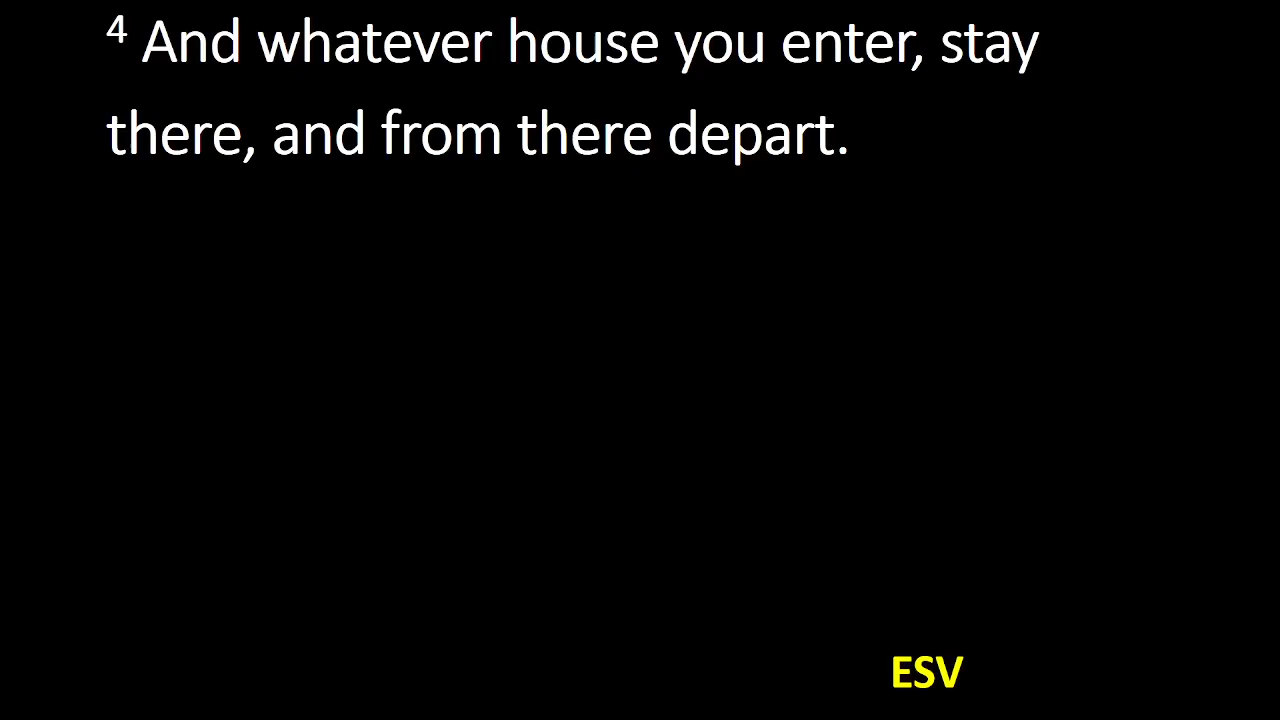 ⁴ And whatever house you enter, stay
there, and from there depart.
ESV